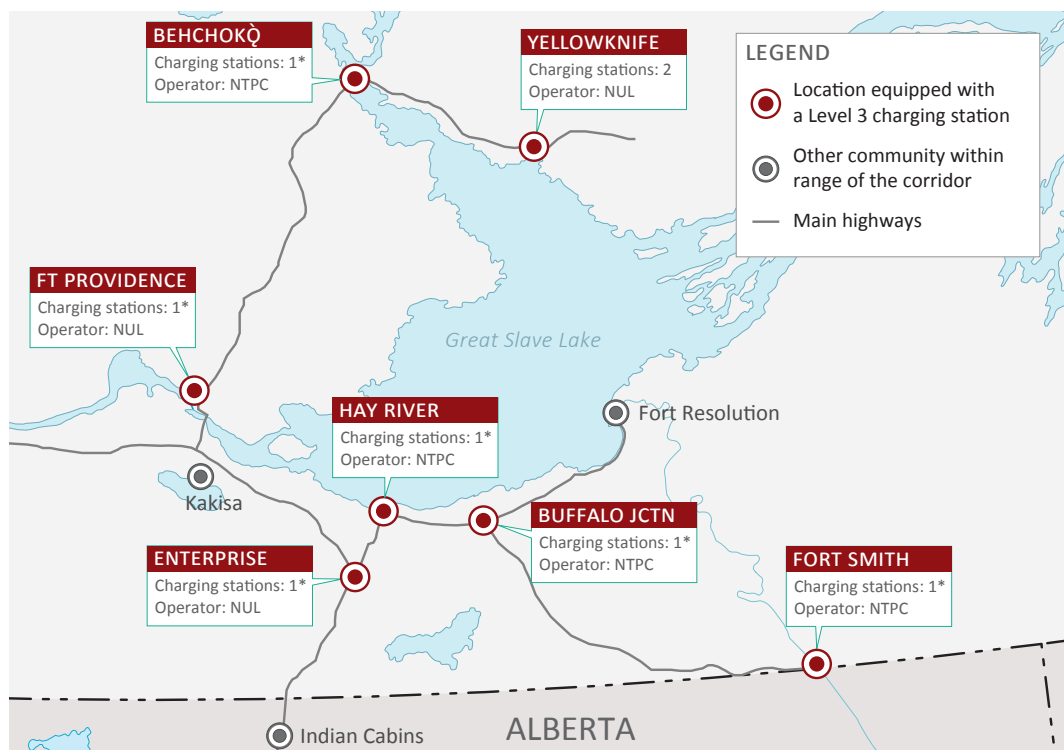 BEHCHOKǪ̀
Charging stations: 1*
Operator: NTPC
YELLOWKNIFE
Charging stations: 2
Operator: NUL
LEGEND
Location equipped with
a Level 3 charging station
Other community within
range of the corridor
Main highways
FT PROVIDENCE
Charging stations: 1*
Operator: NUL
Great Slave Lake
HAY RIVER
Charging stations: 1*
Operator: NTPC
Fort Resolution
Kakisa
BUFFALO JCTN
Charging stations: 1*
Operator: NTPC
ENTERPRISE
Charging stations: 1*
Operator: NUL
FORT SMITH
Charging stations: 1*
Operator: NTPC
Indian Cabins
ALBERTA